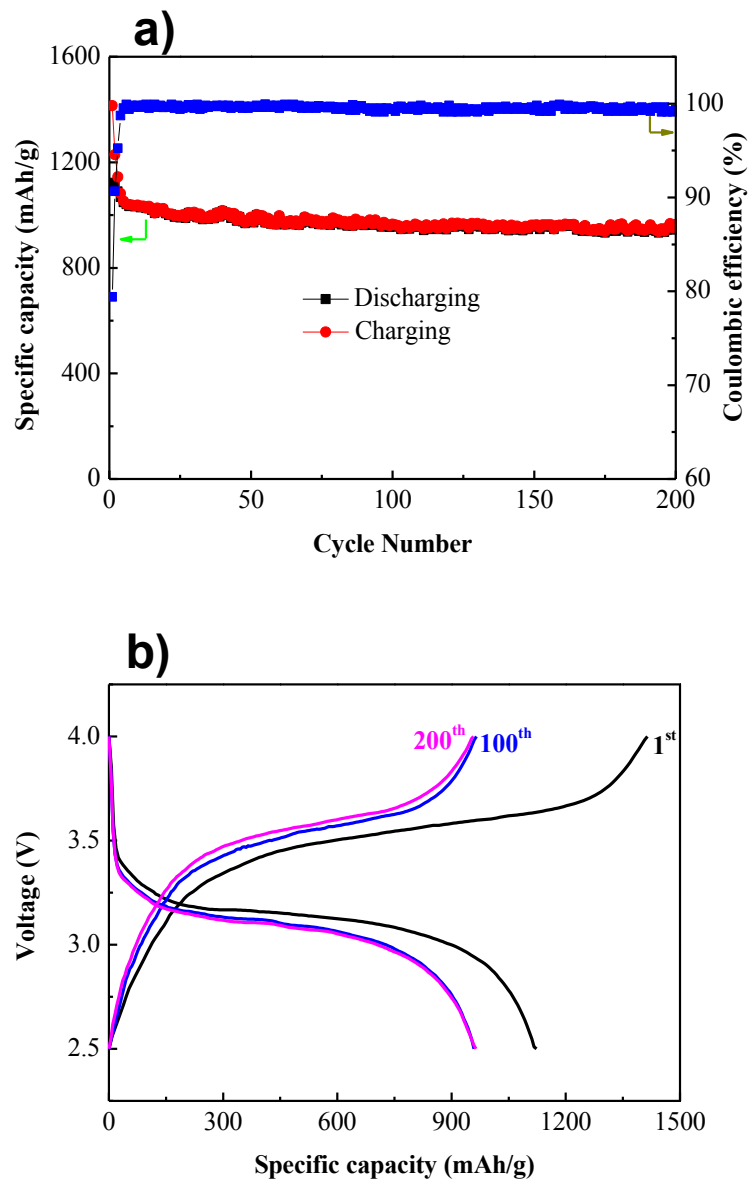 a)
1600
1200
800
400
0
Specific capacity (mAh/g)
100
90
80
70
60
Coulombic efficiency (%)
Discharging
Charging
0 50 100 150 200
Cycle Number
b)
4.0
3.5
3.0
2.5
Voltage (V)
200th 100th 1st
0 300 600 900 1200 1500
Specific capacity (mAh/g)